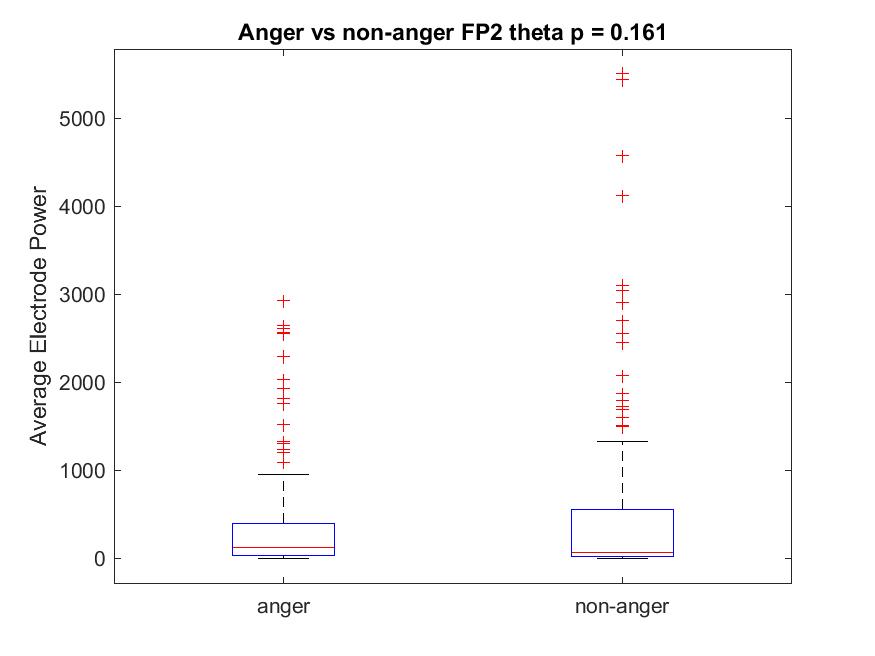 Anger vs non-anger FP2 theta p = 0.161
Average Electrode Power
5000
4000
3000
2000
1000
0
anger
non-anger